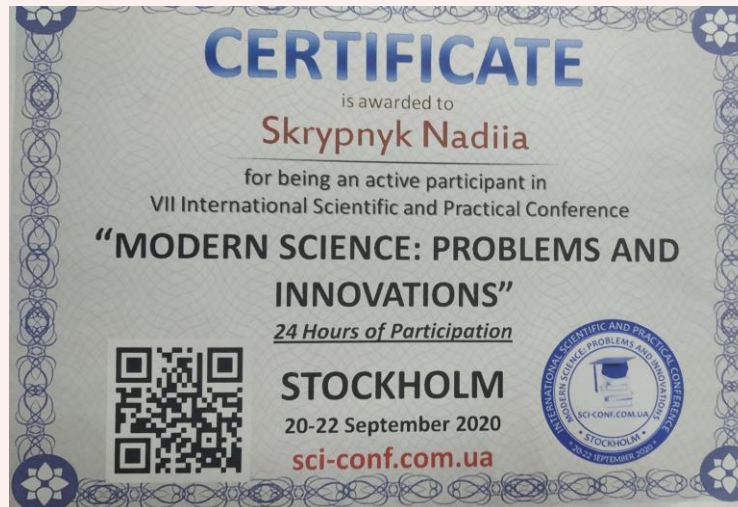 CERTIFICATE
is awarded to
Skrypnyk Nadiia
for being an active participant in
VII International Scientific and Practical Conference
“MODERN SCIENCE: PROBLEMS AND
INNOVATIONS”
24 Hours of Participation
STOCKHOLM
20-22 September 2020
sci-conf.com.ua
INTERNATIONAL SCIENTIFIC AND PRACTICAL CONFERENCE
MODERN SCIENCE: PROBLEMS AND INNOVATIONS
SCI-CONF.COM.UA
• STOCKHOLM •
• 20-22 SEPTEMBER 2020 •